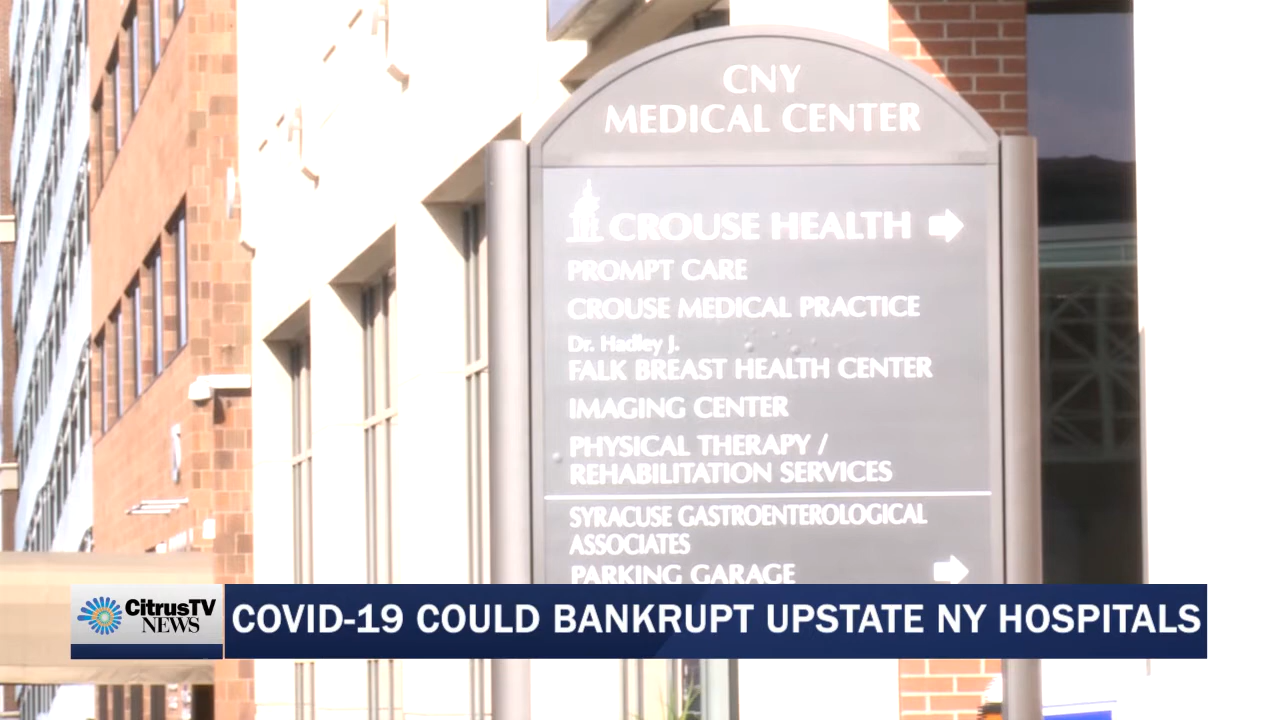 CNY
MEDICAL CENTER
CROUSE HEALTH
PROMPT CARE
CROUSE MEDICAL PRACTICE
Dr. Hadley J.
FALK BREAST HEALTH CENTER
IMAGING CENTER
PHYSICAL THERAPY /
REHABILITATION SERVICES
SYRACUSE GASTROENTEROLOGICAL
ASSOCIATES
PARKING GARAGE
CitrusTV
NEWS
COVID-19 COULD BANKRUPT UPSTATE NY HOSPITALS